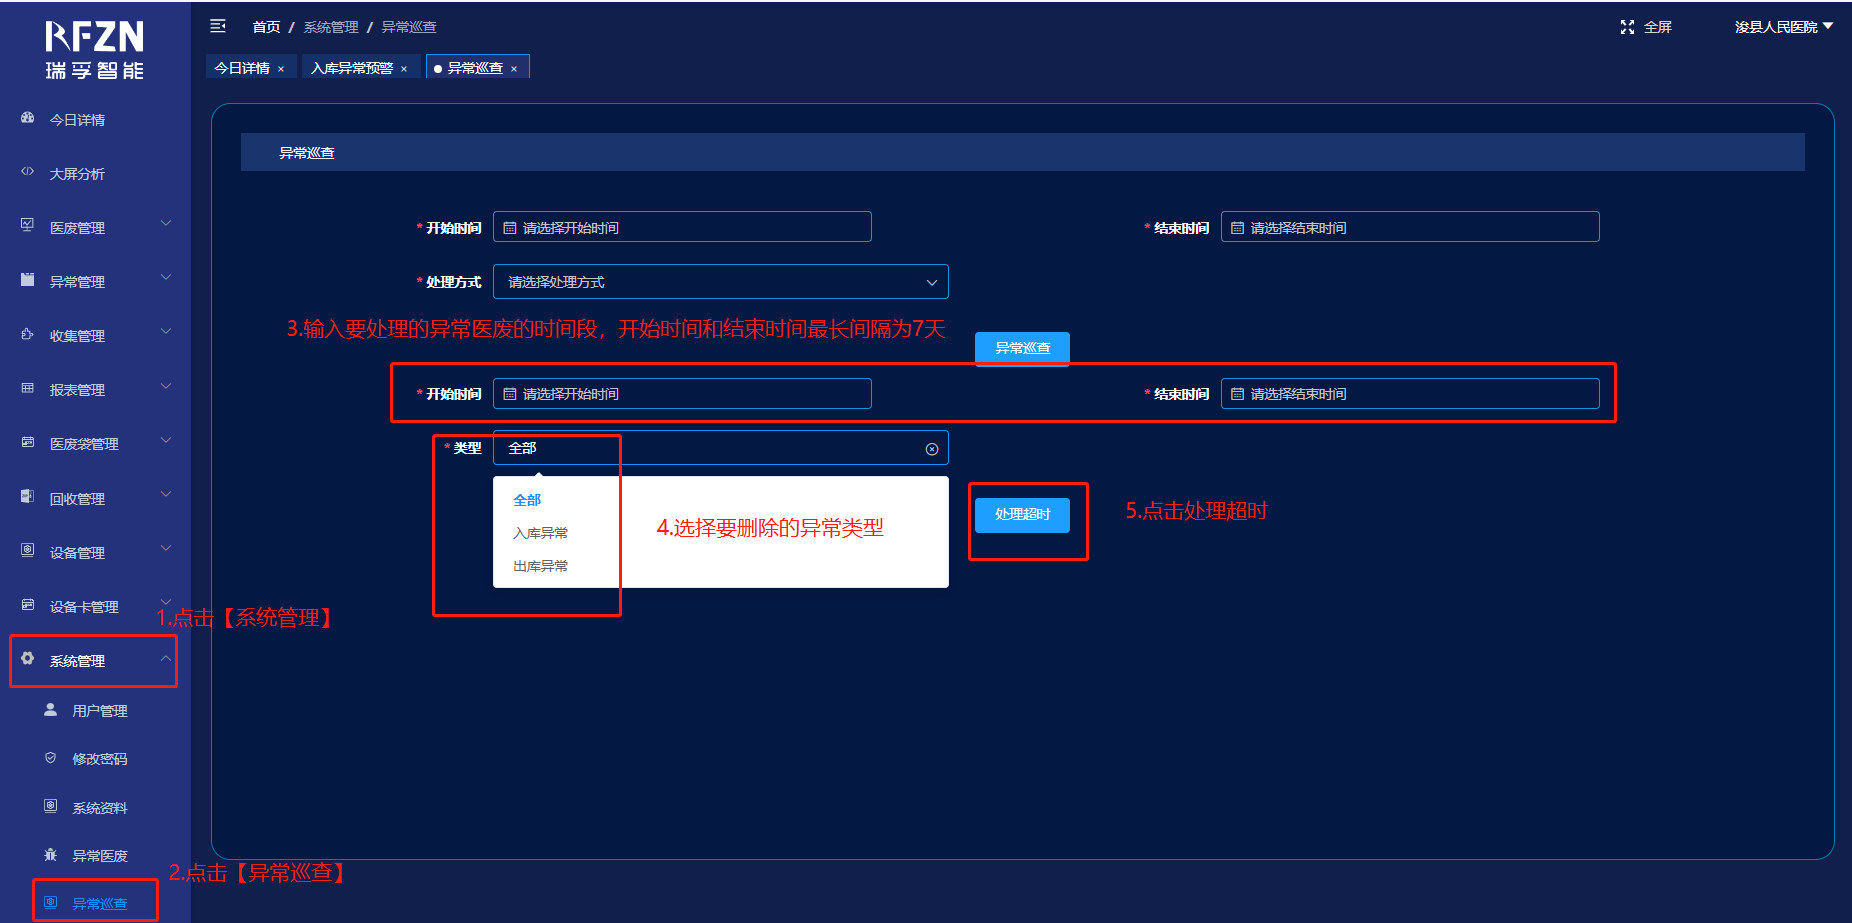 RFZN
瑞孚智能
首页 / 系统管理 / 异常巡查
全屏
浚县人民医院
今日详情 ×
入库异常预警 ×
异常巡查 ×
今日详情
大屏分析
医废管理
异常管理
收集管理
报表管理
医废袋管理
回收管理
设备管理
设备卡管理
系统管理
用户管理
修改密码
系统资料
异常医废
异常巡查
1.点击【系统管理】
2.点击【异常巡查】
异常巡查
* 开始时间 请选择开始时间
* 结束时间 请选择结束时间
* 处理方式 请选择处理方式
3.输入要处理的异常医废的时间段，开始时间和结束时间最长间隔为7天
异常巡查
* 开始时间 请选择开始时间
* 结束时间 请选择结束时间
* 类型 全部
全部
入库异常
出库异常
4.选择要删除的异常类型
处理超时
5.点击处理超时